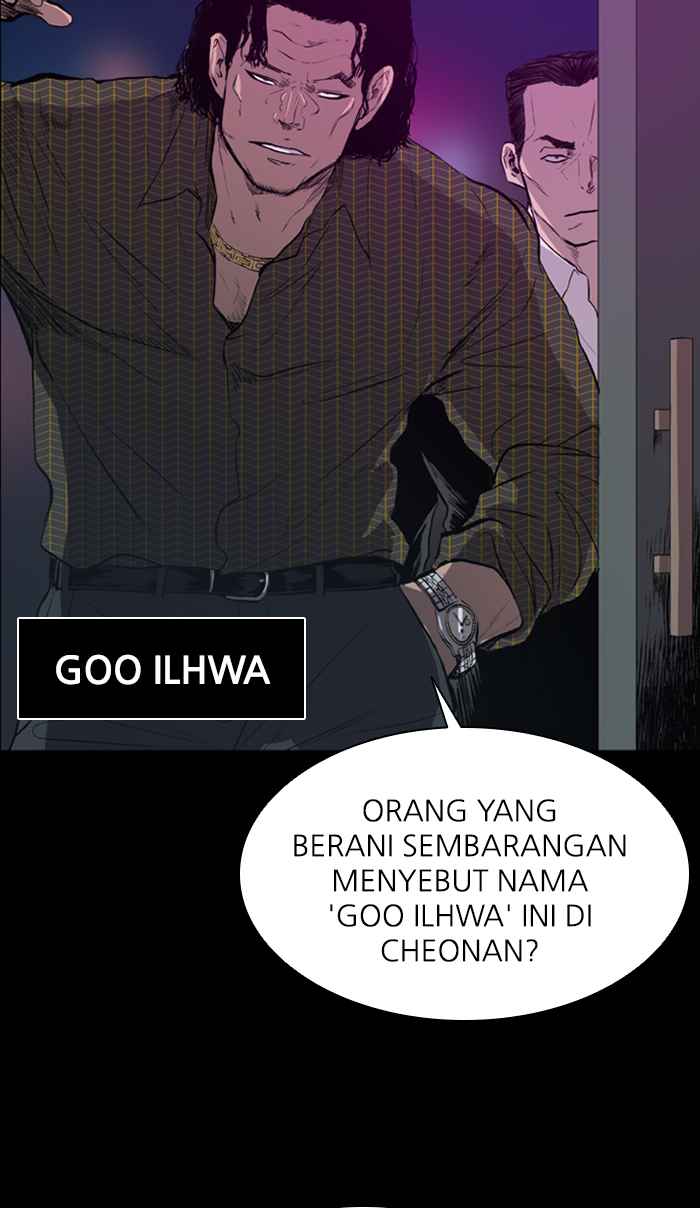 GOO ILHWA
ORANG YANG
BERANI SEMBARANGAN
MENYEBUT NAMA
'GOO ILHWA' INI DI
CHEONAN?